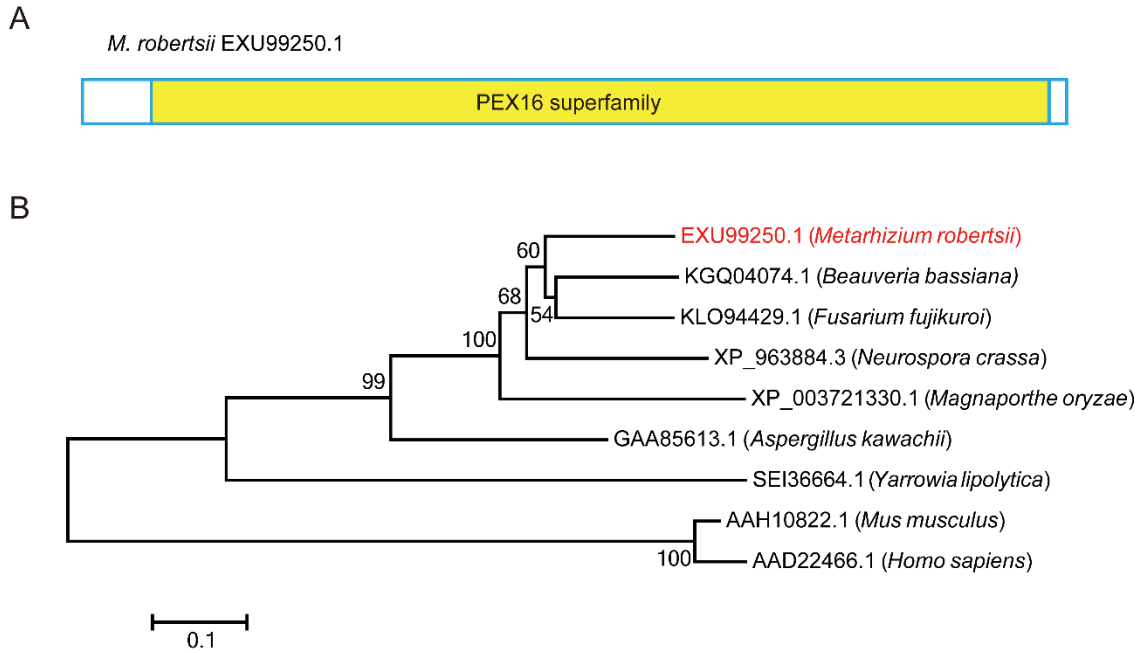 A
M. robertsii EXU99250.1
PEX16 superfamily
B
EXU99250.1 (Metarhizium robertsii)
60
KGQ04074.1 (Beauveria bassiana)
68
54
KLO94429.1 (Fusarium fujikuroi)
100
XP_963884.3 (Neurospora crassa)
99
XP_003721330.1 (Magnaporthe oryzae)
GAA85613.1 (Aspergillus kawachii)
SEI36664.1 (Yarrowia lipolytica)
AAH10822.1 (Mus musculus)
100
AAD22466.1 (Homo sapiens)
0.1